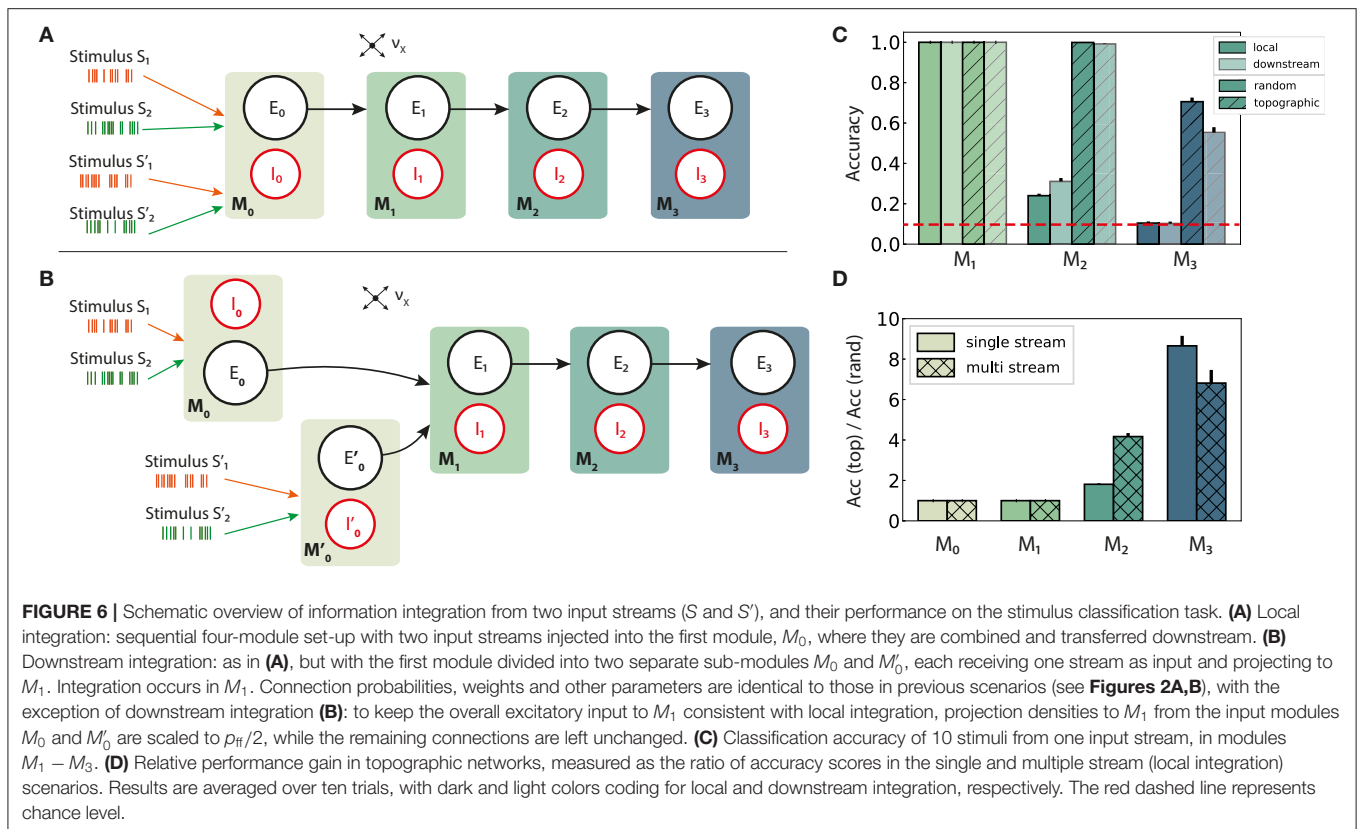 A
ν_X
Stimulus S₁
Stimulus S₂
Stimulus S'₁
Stimulus S'₂
E₀
E₁
E₂
E₃
I₀
I₁
I₂
I₃
M₀
M₁
M₂
M₃
B
ν_X
Stimulus S₁
Stimulus S₂
I₀
E₀
M₀
Stimulus S'₁
Stimulus S'₂
E'₀
I'₀
M'₀
E₁
E₂
E₃
I₁
I₂
I₃
M₁
M₂
M₃
C
Accuracy
1.0
0.8
0.6
0.4
0.2
0.0
local
downstream
random
topographic
M₁
M₂
M₃
D
Acc (top) / Acc (rand)
10
8
6
4
2
0
single stream
multi stream
M₀
M₁
M₂
M₃
FIGURE 6 | Schematic overview of information integration from two input streams (S and S′), and their performance on the stimulus classification task. (A) Local
integration: sequential four-module set-up with two input streams injected into the first module, M₀, where they are combined and transferred downstream. (B)
Downstream integration: as in (A), but with the first module divided into two separate sub-modules M₀ and M′₀, each receiving one stream as input and projecting to
M₁. Integration occurs in M₁. Connection probabilities, weights and other parameters are identical to those in previous scenarios (see Figures 2A,B), with the
exception of downstream integration (B): to keep the overall excitatory input to M₁ consistent with local integration, projection densities to M₁ from the input modules
M₀ and M′₀ are scaled to p_ff/2, while the remaining connections are left unchanged. (C) Classification accuracy of 10 stimuli from one input stream, in modules
M₁ − M₃. (D) Relative performance gain in topographic networks, measured as the ratio of accuracy scores in the single and multiple stream (local integration)
scenarios. Results are averaged over ten trials, with dark and light colors coding for local and downstream integration, respectively. The red dashed line represents
chance level.